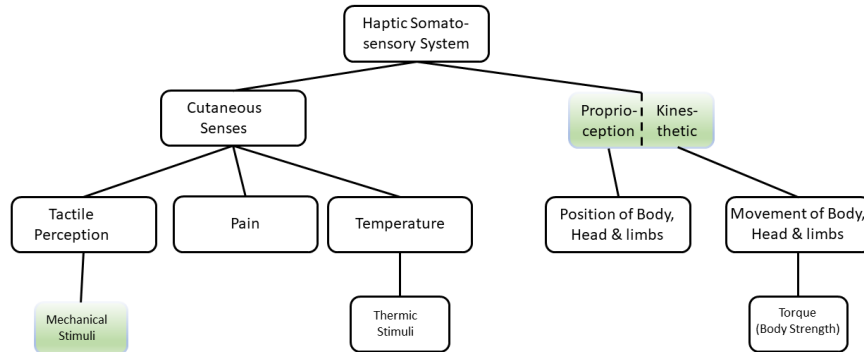 Haptic Somato-
sensory System
Cutaneous
Senses
Proprio-
ception
Kines-
thetic
Tactile
Perception
Pain
Temperature
Position of Body,
Head & limbs
Movement of Body,
Head & limbs
Mechanical
Stimuli
Thermic
Stimuli
Torque
(Body Strength)